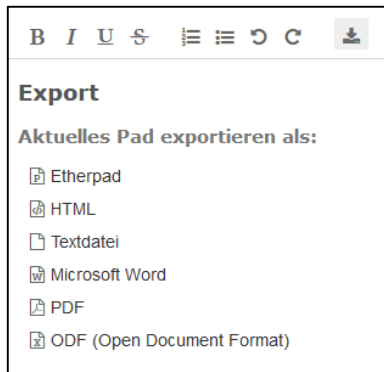 B I U S
Export
Aktuelles Pad exportieren als:
Etherpad
HTML
Textdatei
Microsoft Word
PDF
ODF (Open Document Format)